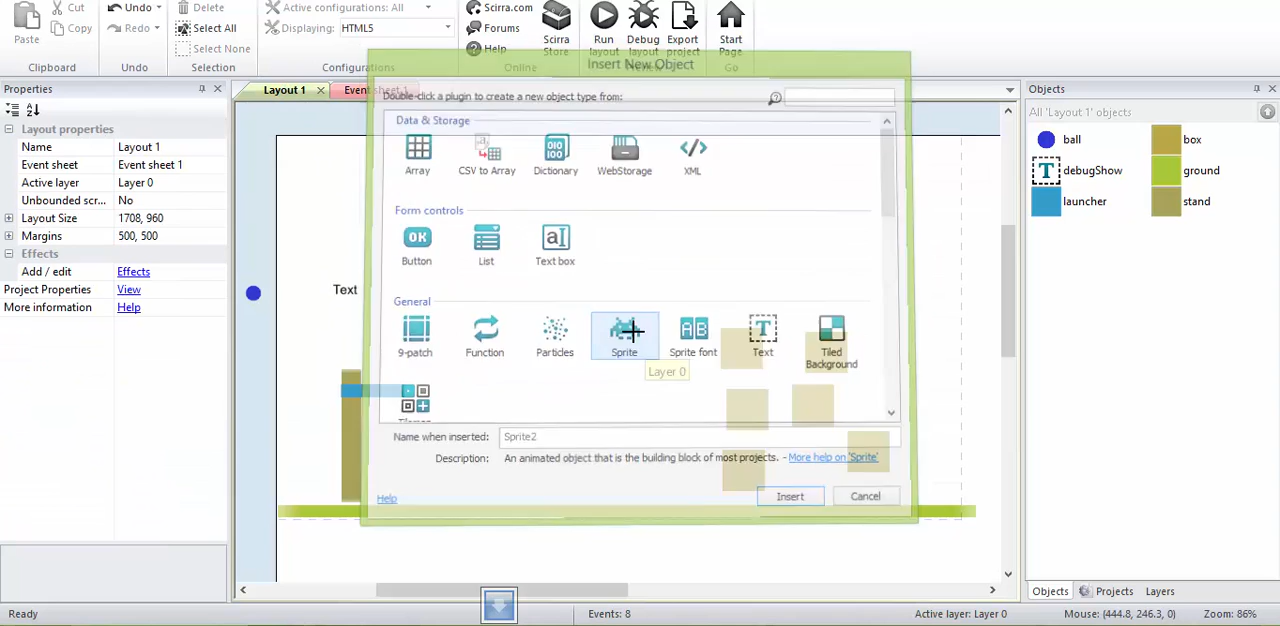 Cut
Undo
Delete
Active configurations: All
Scirra.com
Paste
Copy
Redo
Select All
Displaying: HTML5
Forums
Scirra Store
Run layout
Debug layout
Export project
Start Page
Select None
Help
Clipboard
Undo
Selection
Configurations
Online
Go
Insert New Object
Properties
Layout 1
Event sheet 1
Objects
Double-click a plugin to create a new object type from:
All 'Layout 1' objects
Layout properties
Data & Storage
Name Layout 1
Event sheet Event sheet 1
Active layer Layer 0
Unbounded scr... No
Layout Size 1708, 960
Margins 500, 500
Effects
Add / edit Effects
Project Properties View
More information Help
Array
CSV to Array
Dictionary
WebStorage
XML
Form controls
Button
List
Text box
Text
General
9-patch
Function
Particles
Sprite
Sprite font
Text
Tiled Background
Layer 0
Name when inserted: Sprite2
Description: An animated object that is the building block of most projects. - More help on 'Sprite'
Help
Insert
Cancel
ball
box
debugShow
ground
launcher
stand
Objects
Projects
Layers
Ready
Events: 8
Active layer: Layer 0
Mouse: (444.8, 246.3, 0)
Zoom: 86%